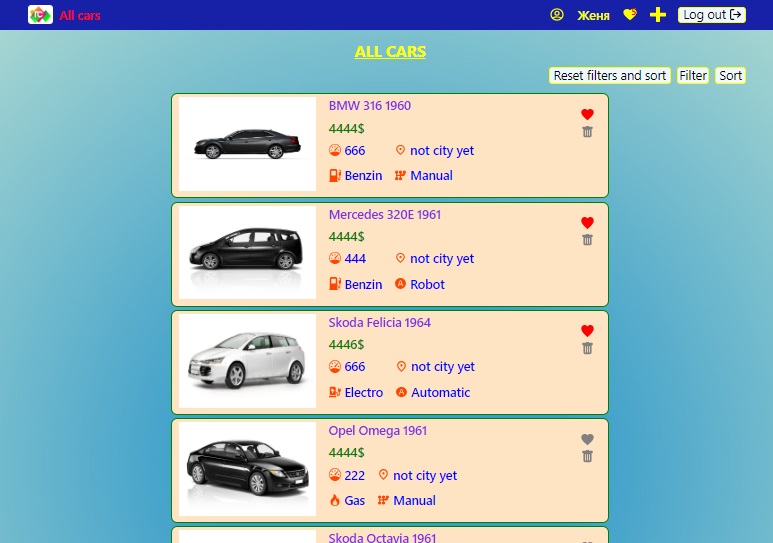 All cars
Женя
Log out
ALL CARS
Reset filters and sort
Filter
Sort
BMW 316 1960
4444$
666 not city yet
Benzin Manual
Mercedes 320E 1961
4444$
444 not city yet
Benzin A Robot
Skoda Felicia 1964
4446$
666 not city yet
Electro A Automatic
Opel Omega 1961
4444$
222 not city yet
Gas Manual
Skoda Octavia 1961